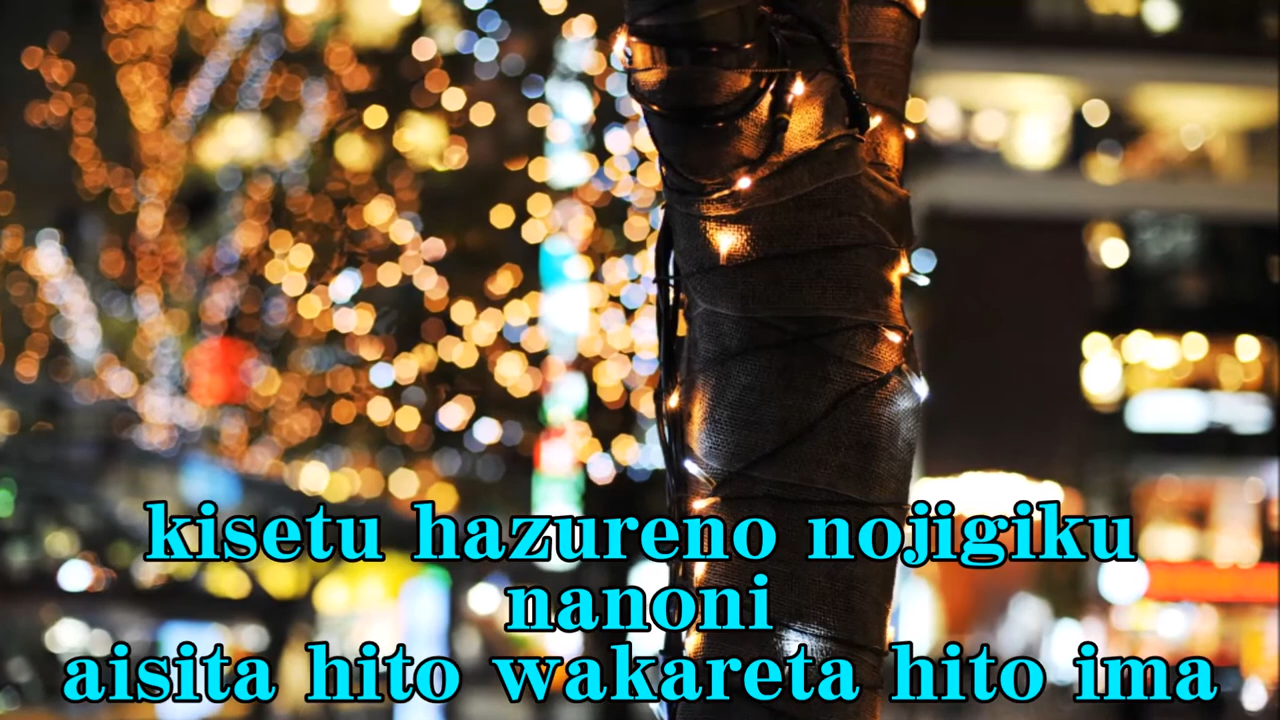 kisetu hazureno nojigiku
nanoni
aisita hito wakareta hito ima